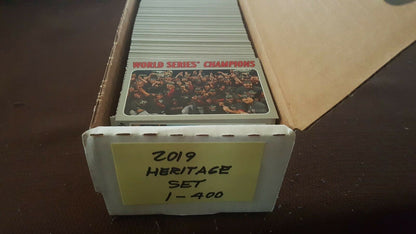 WORLD SERIES CHAMPIONS
2019
HERITAGE
SET
1-400